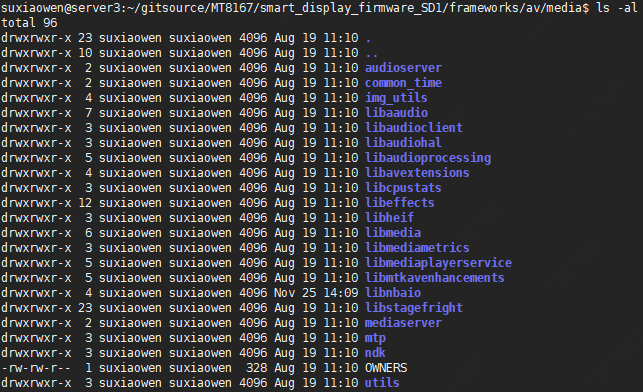 suxiaowen@server3:~/gitsource/MT8167/smart_display_firmware_SD1/frameworks/av/media$ ls -al
total 96
drwxrwxr-x 23 suxiaowen suxiaowen 4096 Aug 19 11:10 .
drwxrwxr-x 10 suxiaowen suxiaowen 4096 Aug 19 11:10 ..
drwxrwxr-x  2 suxiaowen suxiaowen 4096 Aug 19 11:10 audioserver
drwxrwxr-x  2 suxiaowen suxiaowen 4096 Aug 19 11:10 common_time
drwxrwxr-x  4 suxiaowen suxiaowen 4096 Aug 19 11:10 img_utils
drwxrwxr-x  7 suxiaowen suxiaowen 4096 Aug 19 11:10 libaaudio
drwxrwxr-x  3 suxiaowen suxiaowen 4096 Aug 19 11:10 libaudioclient
drwxrwxr-x  3 suxiaowen suxiaowen 4096 Aug 19 11:10 libaudiohal
drwxrwxr-x  5 suxiaowen suxiaowen 4096 Aug 19 11:10 libaudioprocessing
drwxrwxr-x  4 suxiaowen suxiaowen 4096 Aug 19 11:10 libavextensions
drwxrwxr-x  3 suxiaowen suxiaowen 4096 Aug 19 11:10 libcpustats
drwxrwxr-x 12 suxiaowen suxiaowen 4096 Aug 19 11:10 libeffects
drwxrwxr-x  3 suxiaowen suxiaowen 4096 Aug 19 11:10 libheif
drwxrwxr-x  6 suxiaowen suxiaowen 4096 Aug 19 11:10 libmedia
drwxrwxr-x  3 suxiaowen suxiaowen 4096 Aug 19 11:10 libmediametrics
drwxrwxr-x  5 suxiaowen suxiaowen 4096 Aug 19 11:10 libmediaplayerservice
drwxrwxr-x  5 suxiaowen suxiaowen 4096 Aug 19 11:10 libmtkavenhancements
drwxrwxr-x  4 suxiaowen suxiaowen 4096 Nov 25 14:09 libnbaio
drwxrwxr-x 23 suxiaowen suxiaowen 4096 Aug 19 11:10 libstagefright
drwxrwxr-x  2 suxiaowen suxiaowen 4096 Aug 19 11:10 mediaserver
drwxrwxr-x  3 suxiaowen suxiaowen 4096 Aug 19 11:10 mtp
drwxrwxr-x  3 suxiaowen suxiaowen 4096 Aug 19 11:10 ndk
-rw-rw-r--  1 suxiaowen suxiaowen  328 Aug 19 11:10 OWNERS
drwxrwxr-x  3 suxiaowen suxiaowen 4096 Aug 19 11:10 utils